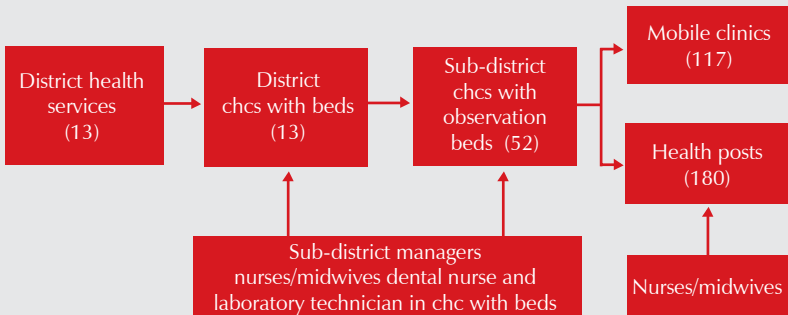 District health
services
(13)
District
chcs with beds
(13)
Sub-district
chcs with
observation
beds (52)
Mobile clinics
(117)
Health posts
(180)
Sub-district managers
nurses/midwives dental nurse and
laboratory technician in chc with beds
Nurses/midwives